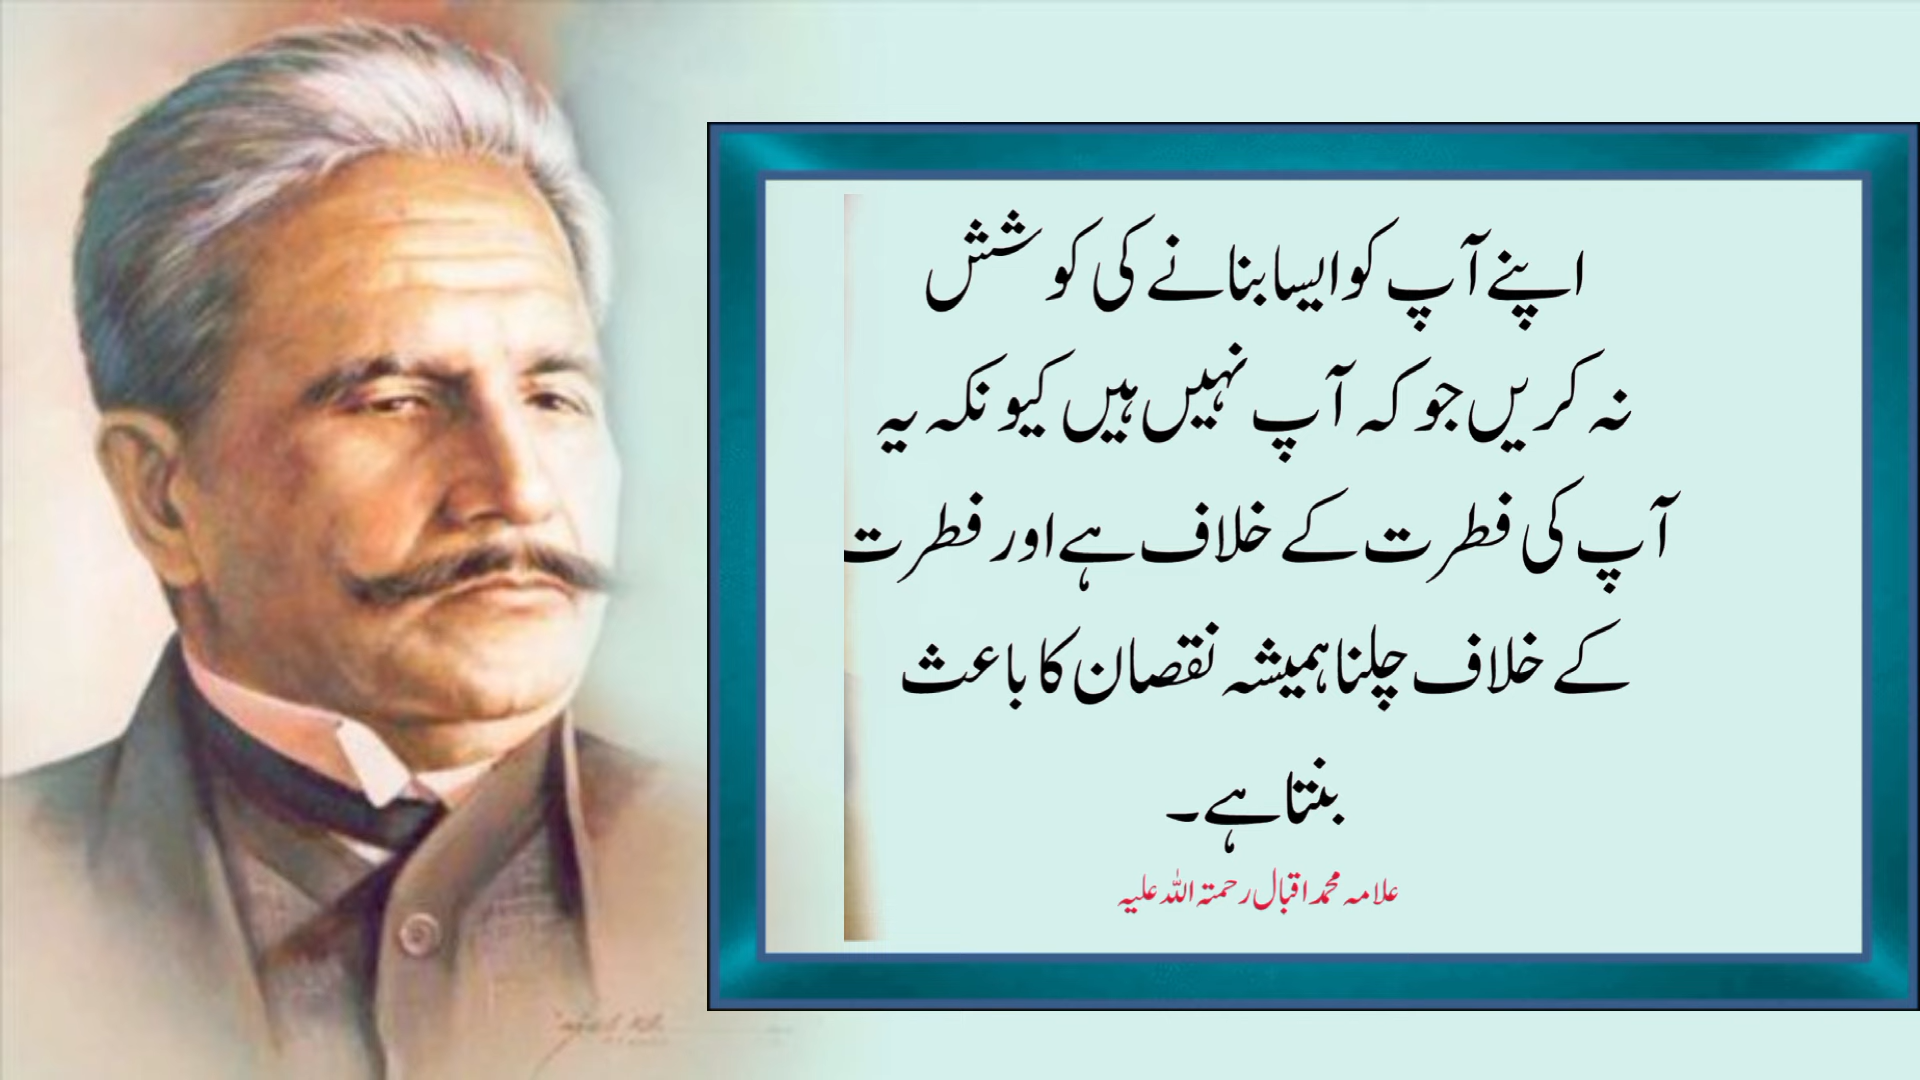 اپنے آپ کو ایسا بنانے کی کوشش
نہ کریں جو کہ آپ نہیں ہیں کیونکہ یہ
آپ کی فطرت کے خلاف ہے اور فطرت
کے خلاف چلنا ہمیشہ نقصان کا باعث
بنتا ہے۔
علامہ محمد اقبال رحمتہ اللہ علیہ